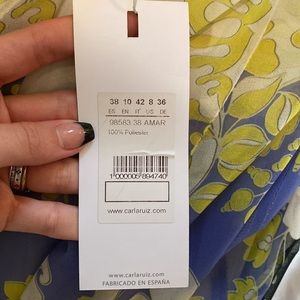 38 10 42 8 36
ES EN IT US DE
98583 38 AMAR
100% Poliester
1000005894740
www.carlaruiz.com
www.carlaruiz.com
FABRICADO EN ESPAÑA